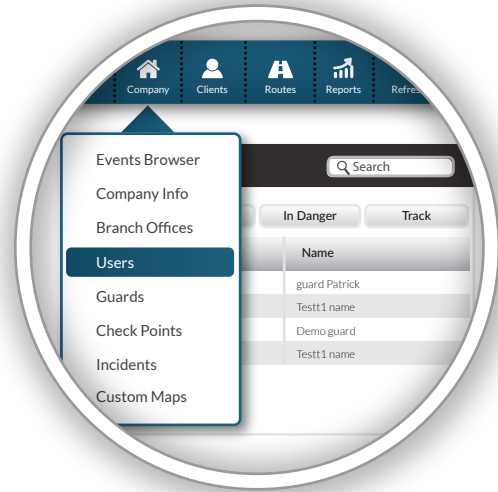 Company Clients Routes Reports Refres
Events Browser
Company Info
Branch Offices
Users
Guards
Check Points
Incidents
Custom Maps
Search
In Danger Track
Name
guard Patrick
Testt1 name
Demo guard
Testt1 name